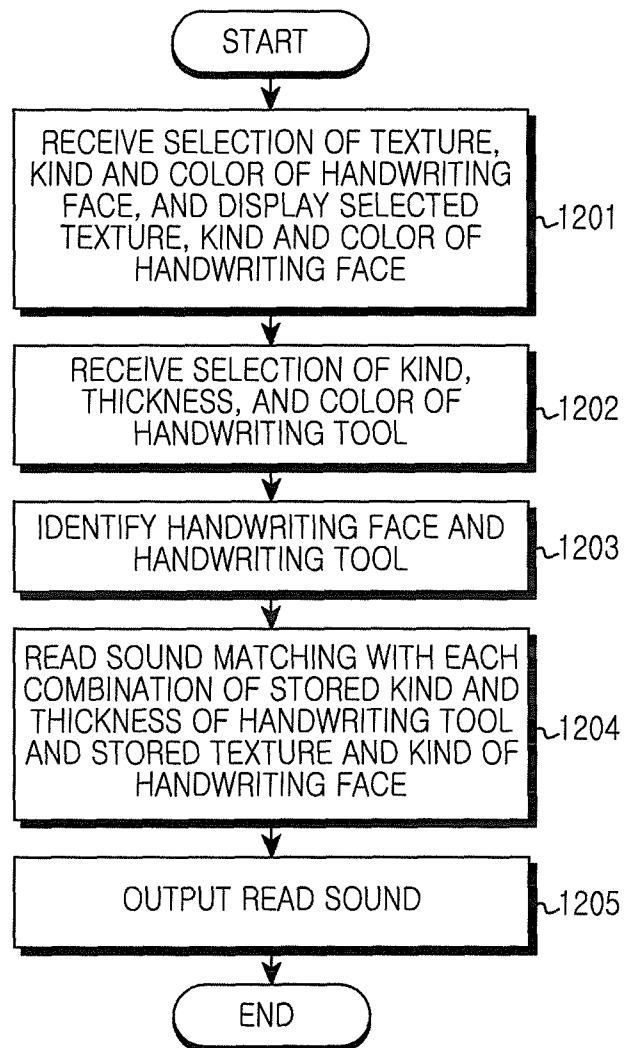 START
RECEIVE SELECTION OF TEXTURE,
KIND AND COLOR OF HANDWRITING
FACE, AND DISPLAY SELECTED
TEXTURE, KIND AND COLOR OF
HANDWRITING FACE
1201
RECEIVE SELECTION OF KIND,
THICKNESS, AND COLOR OF
HANDWRITING TOOL
1202
IDENTIFY HANDWRITING FACE AND
HANDWRITING TOOL
1203
READ SOUND MATCHING WITH EACH
COMBINATION OF STORED KIND AND
THICKNESS OF HANDWRITING TOOL
AND STORED TEXTURE AND KIND OF
HANDWRITING FACE
1204
OUTPUT READ SOUND
1205
END